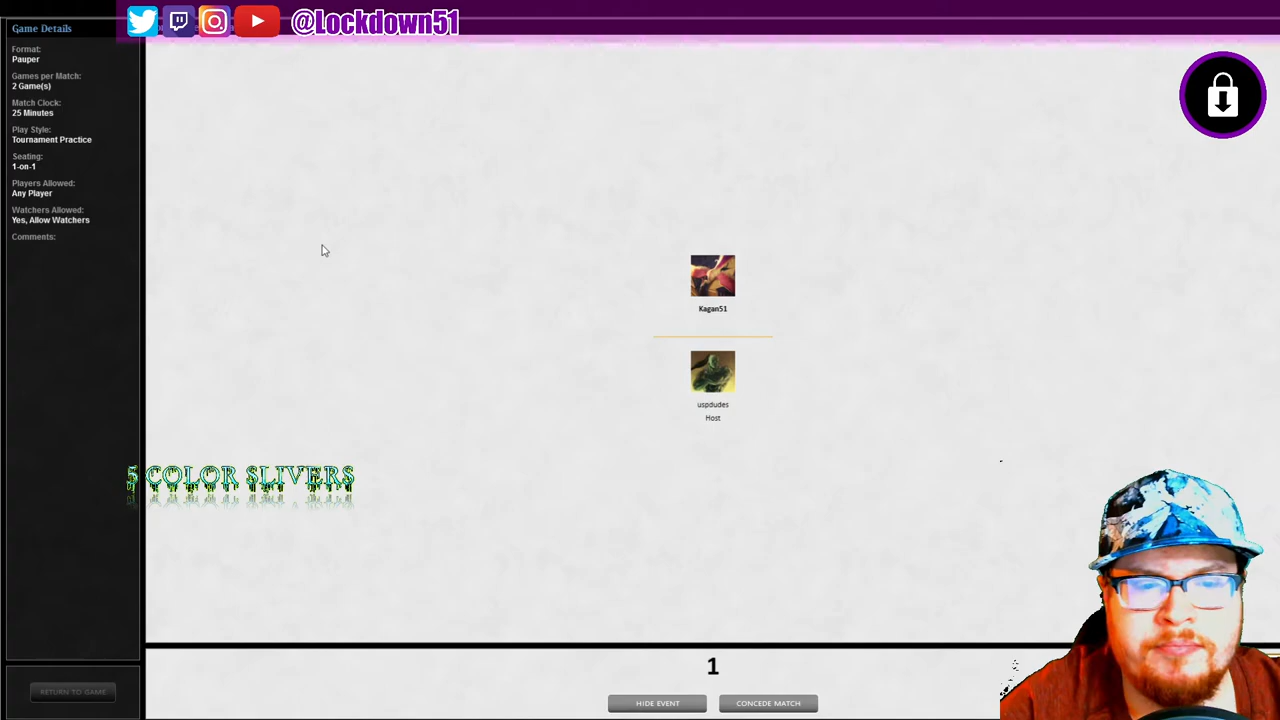 @Lockdown51
Game Details
Format:
Pauper
Games per Match:
2 Game(s)
Match Clock:
25 Minutes
Play Style:
Tournament Practice
Seating:
1-on-1
Players Allowed:
Any Player
Watchers Allowed:
Yes, Allow Watchers
Comments:
Kagan51
uspdudes
Host
5 COLOR SLIVERS
1
RETURN TO GAME
HIDE EVENT
CONCEDE MATCH